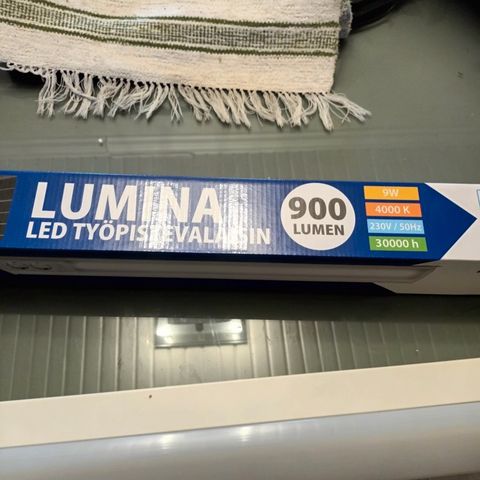 LUMINA
LED TYÖPISTEVALAISIN
900
LUMEN
9W
4000 K
230V / 50Hz
30000 h